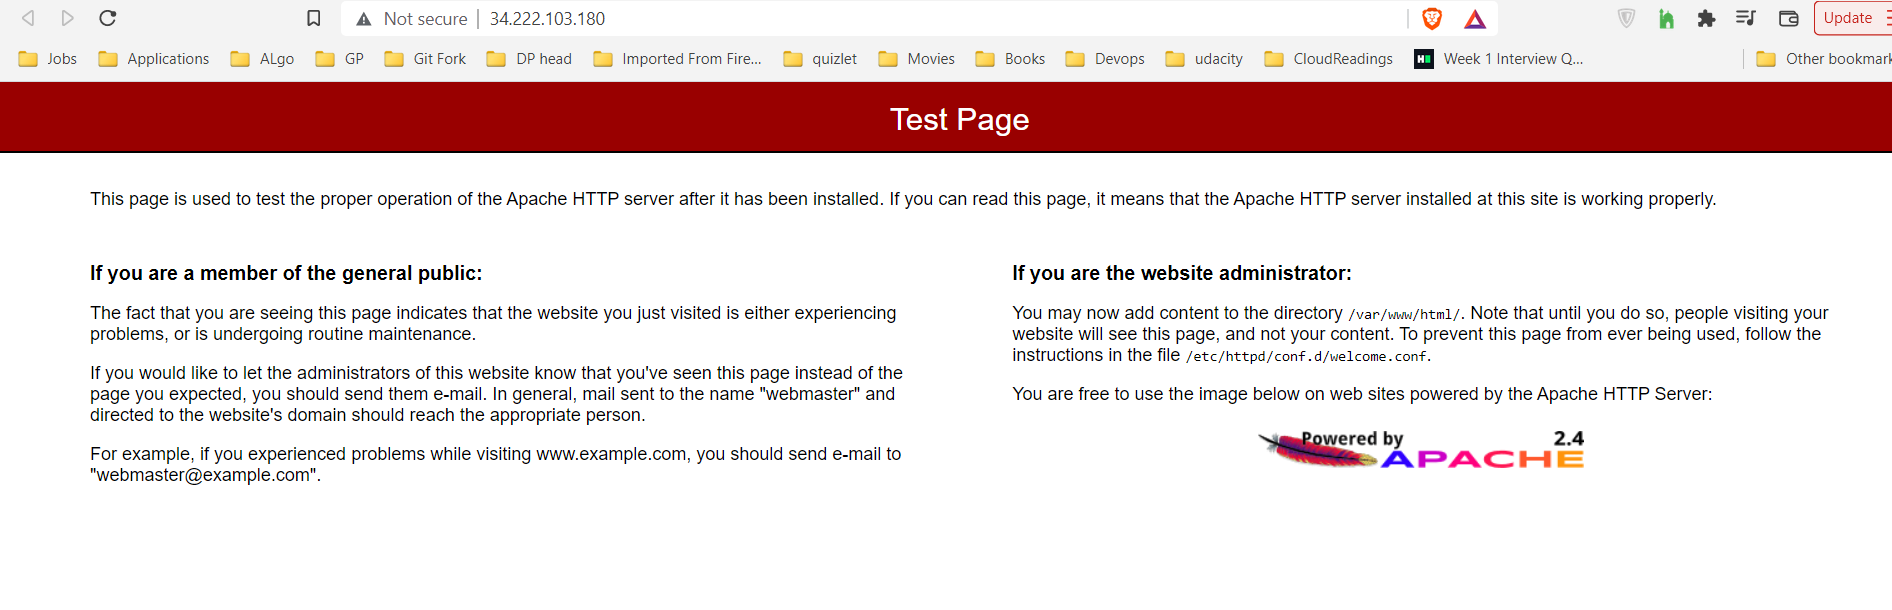 Not secure | 34.222.103.180
Update
Jobs Applications ALgo GP Git Fork DP head Imported From Fire... quizlet Movies Books Devops udacity CloudReadings Week 1 Interview Q... Other bookmark
Test Page
This page is used to test the proper operation of the Apache HTTP server after it has been installed. If you can read this page, it means that the Apache HTTP server installed at this site is working properly.
If you are a member of the general public:
The fact that you are seeing this page indicates that the website you just visited is either experiencing
problems, or is undergoing routine maintenance.
If you would like to let the administrators of this website know that you've seen this page instead of the
page you expected, you should send them e-mail. In general, mail sent to the name "webmaster" and
directed to the website's domain should reach the appropriate person.
For example, if you experienced problems while visiting www.example.com, you should send e-mail to
"webmaster@example.com".
If you are the website administrator:
You may now add content to the directory /var/www/html/. Note that until you do so, people visiting your
website will see this page, and not your content. To prevent this page from ever being used, follow the
instructions in the file /etc/httpd/conf.d/welcome.conf.
You are free to use the image below on web sites powered by the Apache HTTP Server:
Powered by 2.4
APACHE